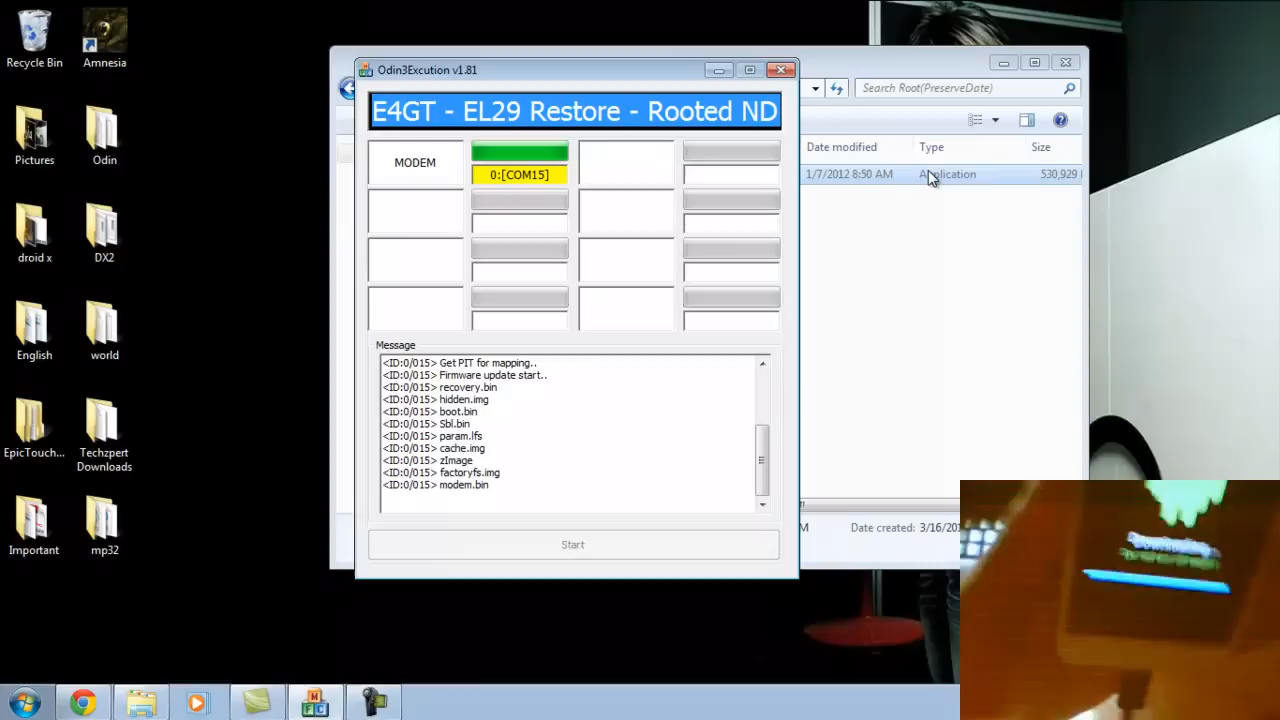 Recycle Bin
Amnesia
Pictures
Odin
droid x
DX2
English
world
EpicTouch...
Techzpert
Downloads
Important
mp32
Odin3Excution v1.81
E4GT - EL29 Restore - Rooted ND
MODEM
0:[COM15]
Message
<ID:0/015> Get PIT for mapping..
<ID:0/015> Firmware update start..
<ID:0/015> recovery.bin
<ID:0/015> hidden.img
<ID:0/015> boot.bin
<ID:0/015> Sbl.bin
<ID:0/015> param.lfs
<ID:0/015> cache.img
<ID:0/015> zImage
<ID:0/015> factoryfs.img
<ID:0/015> modem.bin
Start
Search Root(PreserveDate)
Date modified
Type
Size
1/7/2012 8:50 AM
Application
530,929
M
Date created: 3/16/20